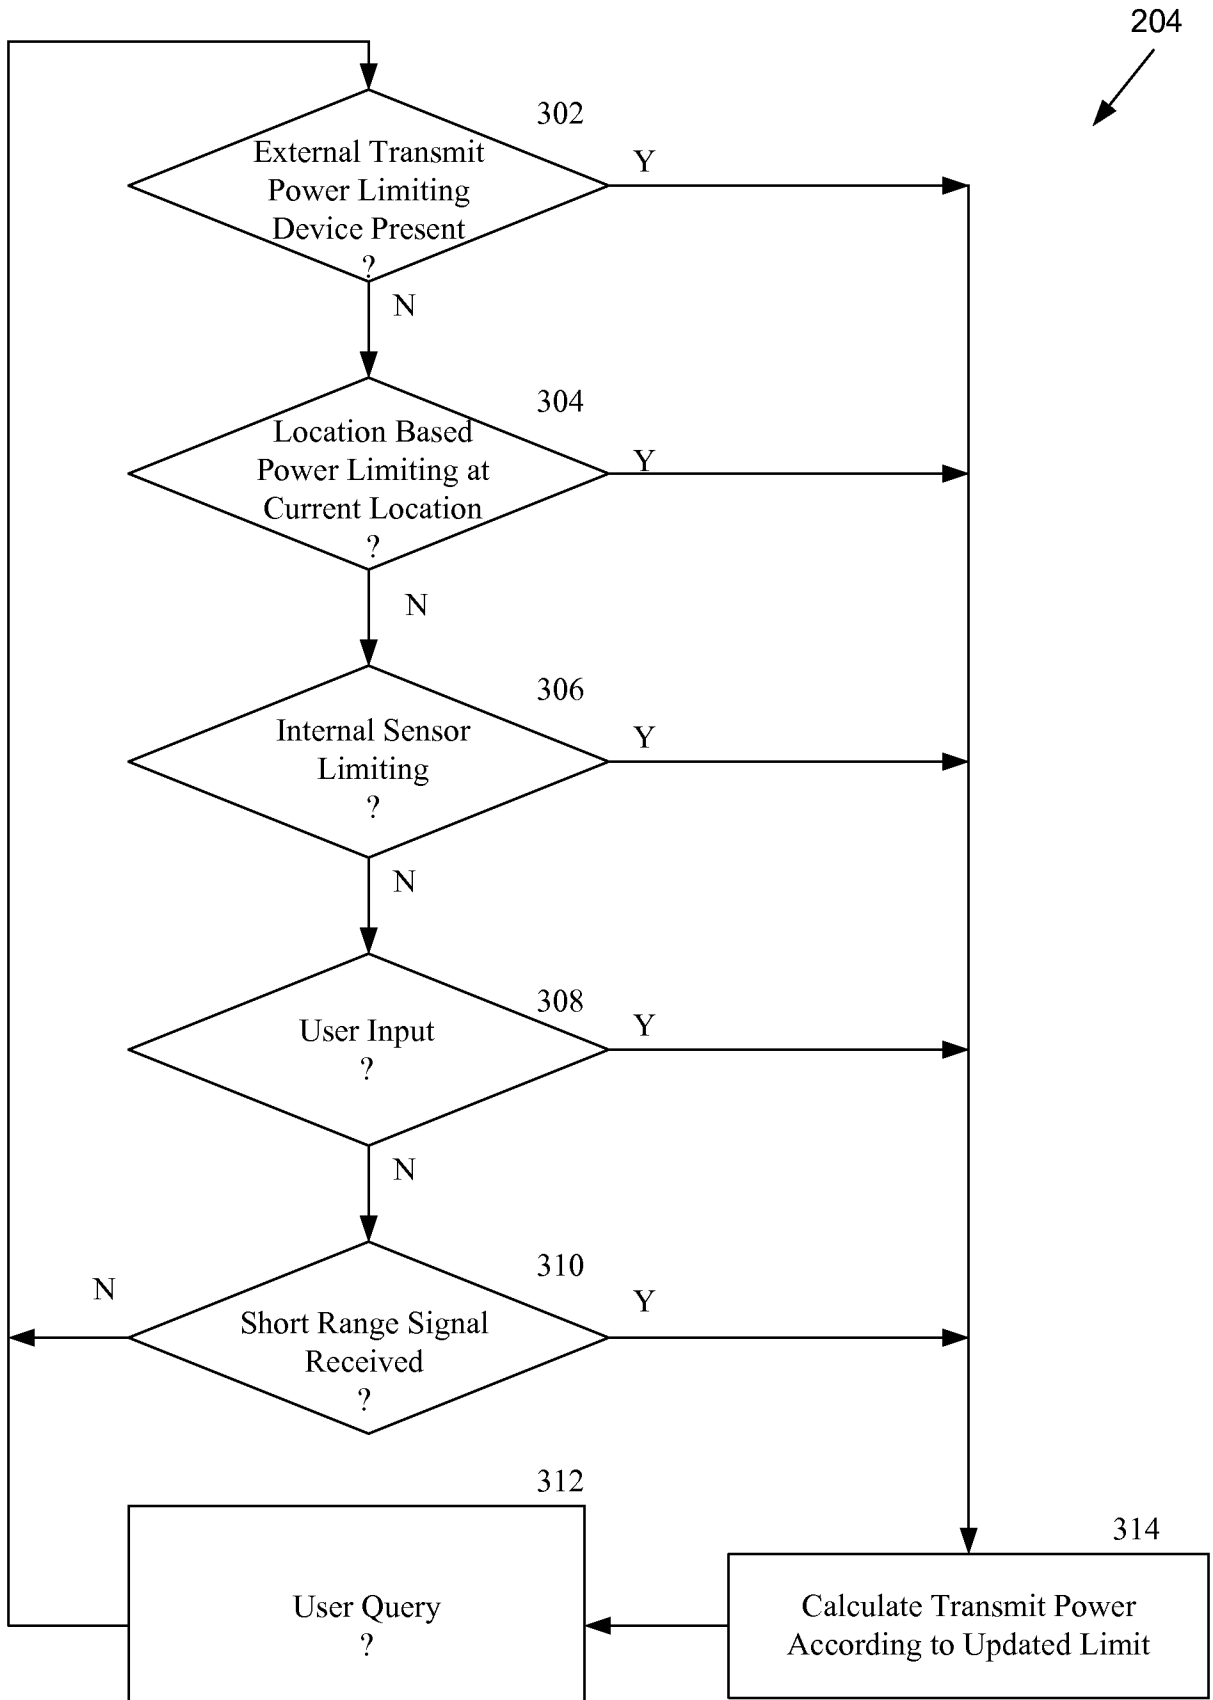 204
302
External Transmit
Power Limiting
Device Present
?
Y
N
304
Location Based
Power Limiting at
Current Location
?
Y
N
306
Internal Sensor
Limiting
?
Y
N
308
User Input
?
Y
N
310
Short Range Signal
Received
?
N
Y
312
User Query
?
314
Calculate Transmit Power
According to Updated Limit